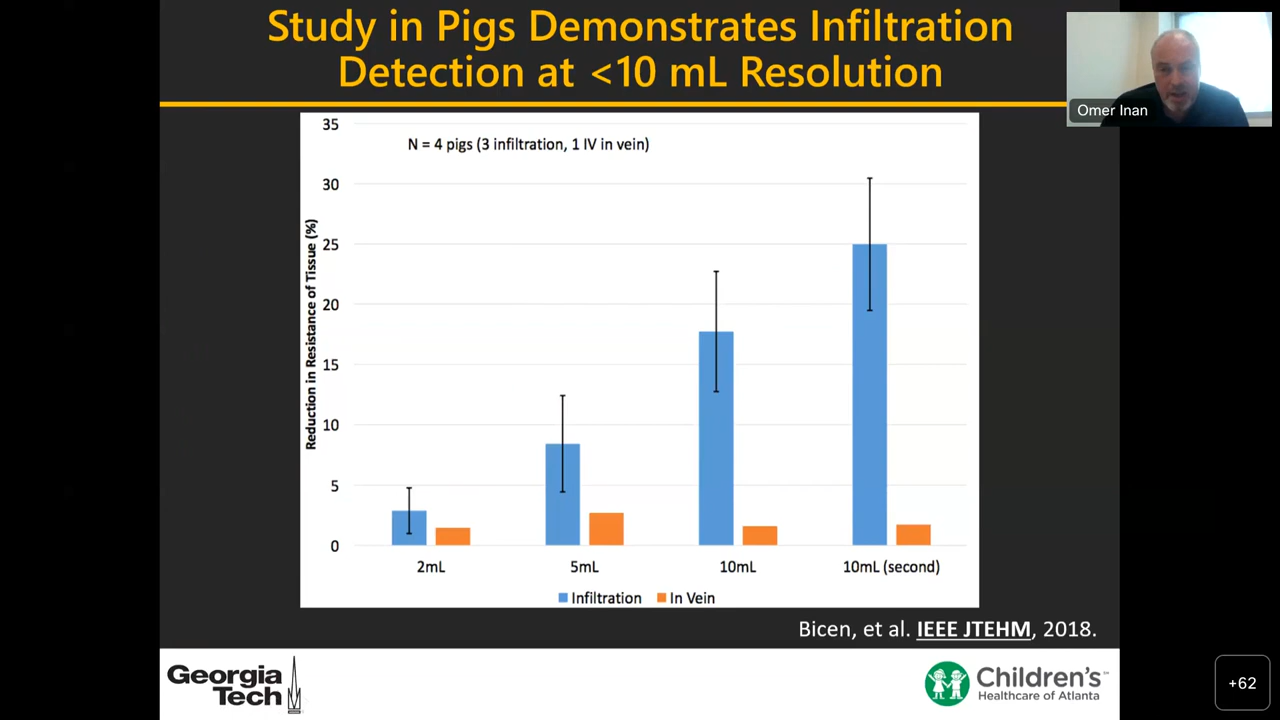 Study in Pigs Demonstrates Infiltration
Detection at <10 mL Resolution
Omer Inan
N = 4 pigs (3 infiltration, 1 IV in vein)
Reduction in Resistance of Tissue (%)
35
30
25
20
15
10
5
0
2mL
5mL
10mL
10mL (second)
Infiltration
In Vein
Bicen, et al. IEEE JTEHM, 2018.
Georgia
Tech
Children's
Healthcare of Atlanta
+62